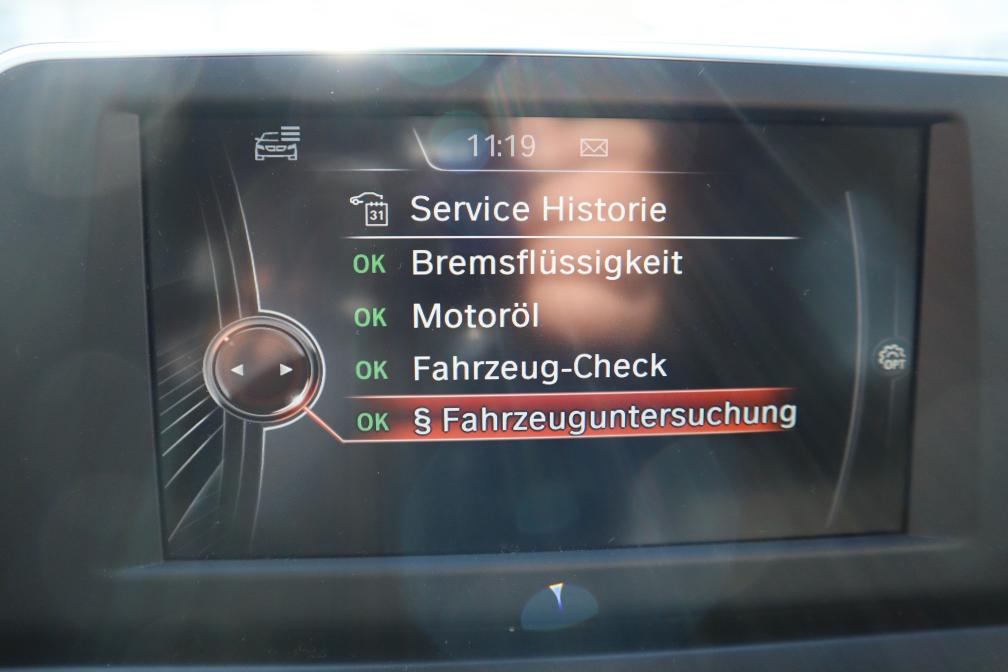 11:19
31 Service Historie
OK Bremsflüssigkeit
OK Motoröl
OK Fahrzeug-Check
OPT
OK § Fahrzeuguntersuchung